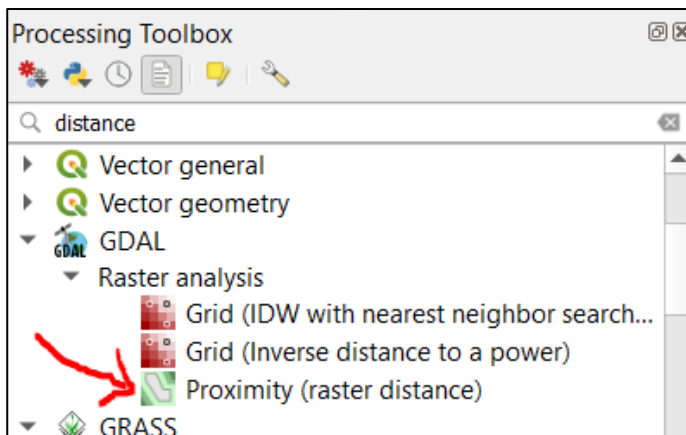 Processing Toolbox
distance
Vector general
Vector geometry
GDAL GDAL
Raster analysis
Grid (IDW with nearest neighbor search...
Grid (Inverse distance to a power)
Proximity (raster distance)
GRASS